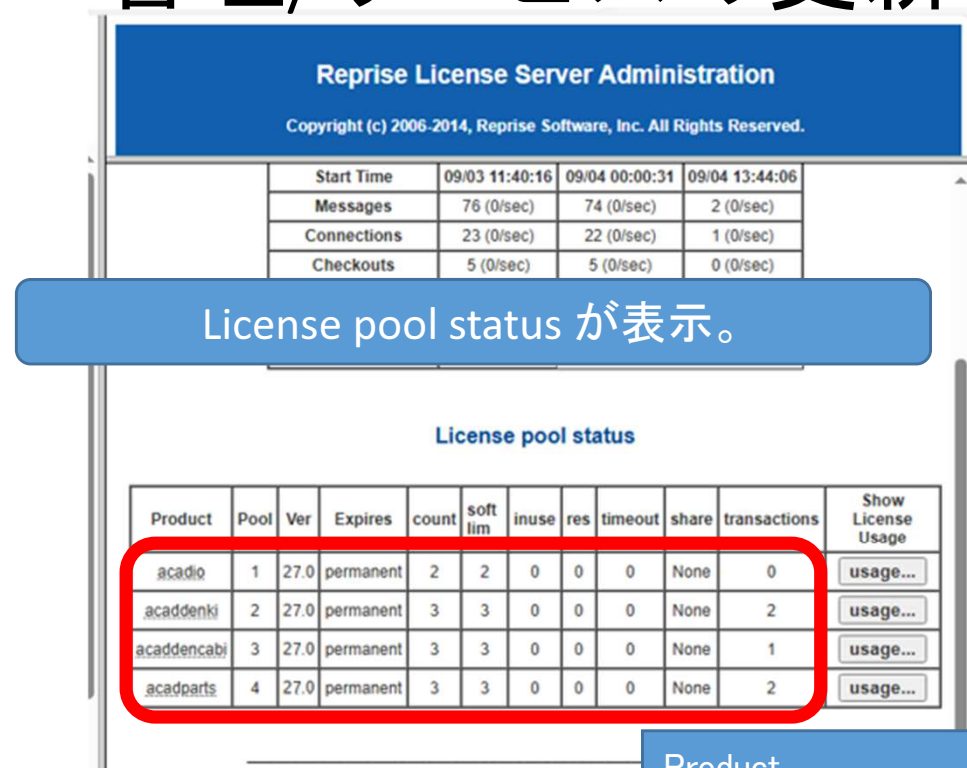 Reprise License Server Administration
Copyright (c) 2006-2014, Reprise Software, Inc. All Rights Reserved.
Start Time 09/03 11:40:16 09/04 00:00:31 09/04 13:44:06
Messages 76 (0/sec) 74 (0/sec) 2 (0/sec)
Connections 23 (0/sec) 22 (0/sec) 1 (0/sec)
Checkouts 5 (0/sec) 5 (0/sec) 0 (0/sec)
License pool status が表示。
License pool status
Product Pool Ver Expires count soft lim inuse res timeout share transactions Show License Usage
acadio 1 27.0 permanent 2 2 0 0 0 None 0 usage...
acaddenki 2 27.0 permanent 3 3 0 0 0 None 2 usage...
acaddencabi 3 27.0 permanent 3 3 0 0 0 None 1 usage...
acadparts 4 27.0 permanent 3 3 0 0 0 None 2 usage...
Product